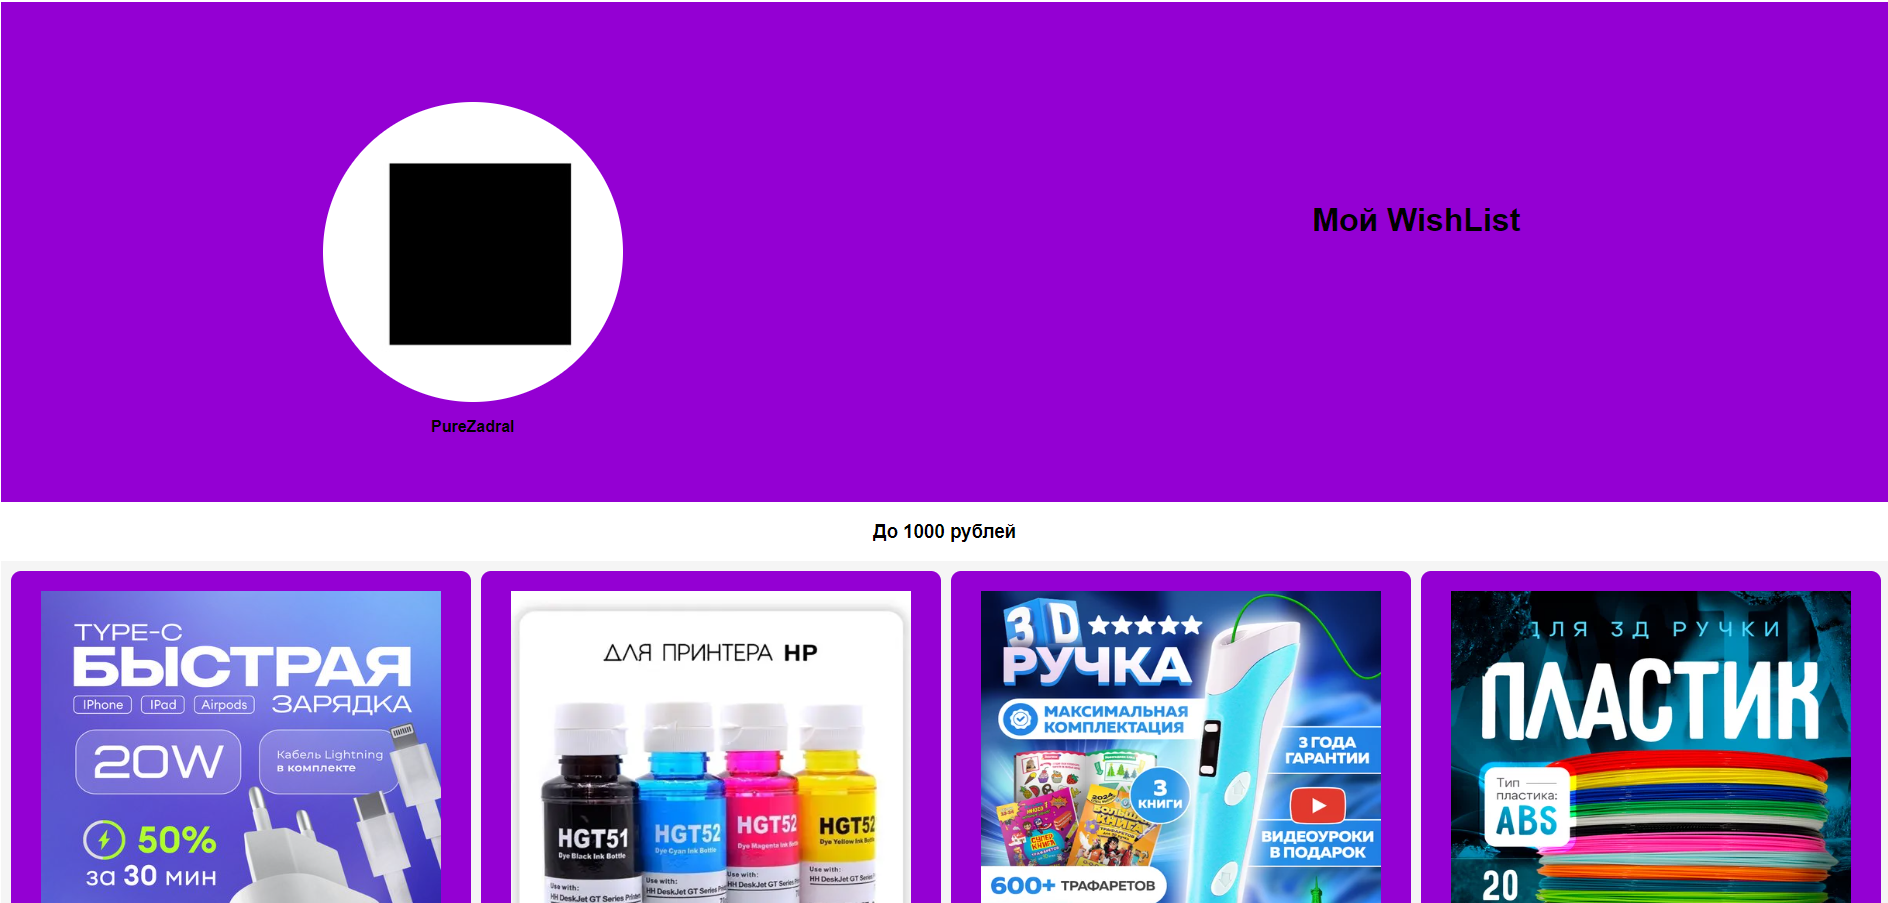 Мой WishList
PureZadral
До 1000 рублей
TYPE-C
БЫСТРАЯ
IPhone IPad Airpods ЗАРЯДКА
20W
Кабель Lightning
в комплекте
50%
за 30 мин
ДЛЯ ПРИНТЕРА HP
HGT51
Dye Black Ink Bottle
Use with:
HH DeskJet GT Series Printers
HGT52
Dye Cyan Ink Bottle
Use with:
HH DeskJet GT Series
HGT52
Dye Magenta Ink Bottle
Use with:
HH DeskJet GT Series
HGT52
Dye Yellow Ink Bottle
Use with:
HH DeskJet GT Series
3D
РУЧКА
МАКСИМАЛЬНАЯ
КОМПЛЕКТАЦИЯ
3 ГОДА
ГАРАНТИИ
3
КНИГИ
ВИДЕОУРОКИ
В ПОДАРОК
600+ ТРАФАРЕТОВ
ДЛЯ 3Д РУЧКИ
ПЛАСТИК
Тип
пластика:
ABS
20